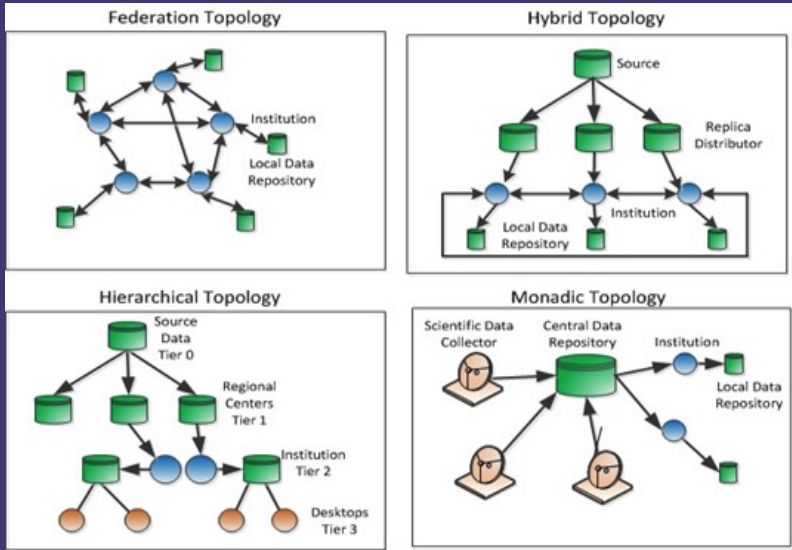 Federation Topology
Institution
Local Data
Repository
Hybrid Topology
Source
Replica
Distributor
Institution
Local Data
Repository
Hierarchical Topology
Source
Data
Tier 0
Regional
Centers
Tier 1
Institution
Tier 2
Desktops
Tier 3
Monadic Topology
Scientific Data
Collector
Central Data
Repository
Institution
Local Data
Repository